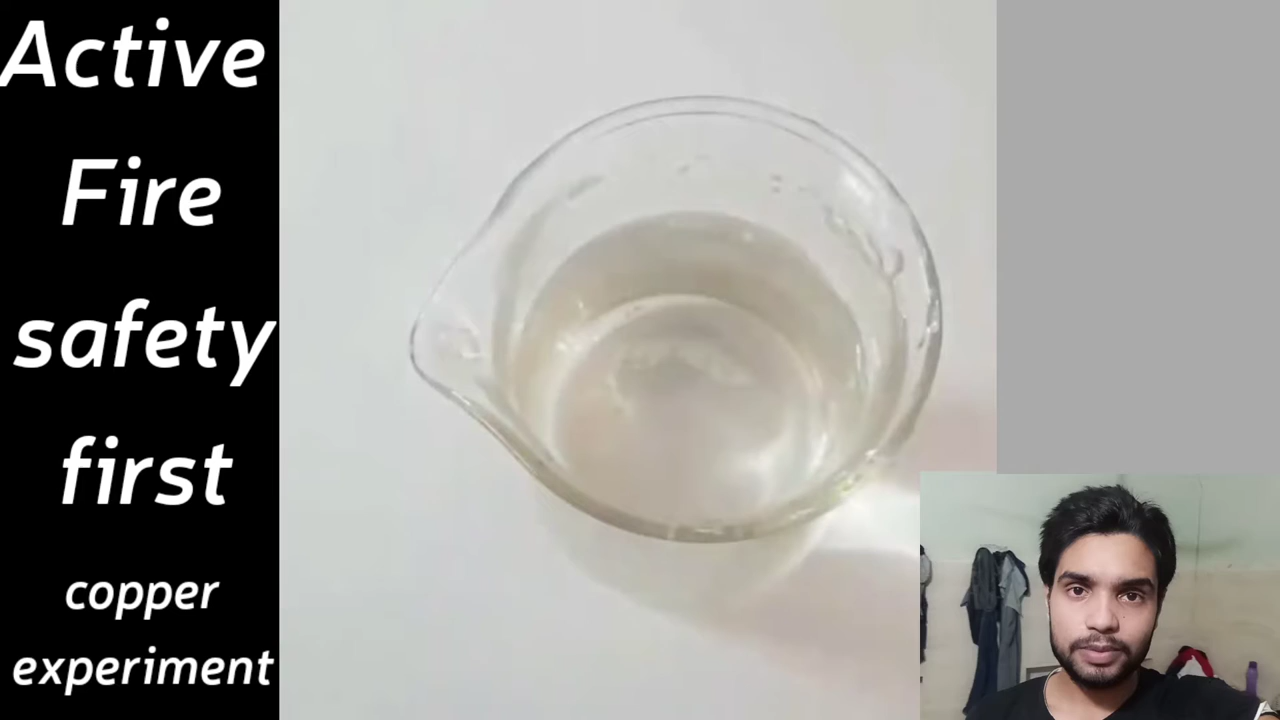 Active
Fire
safety
first
copper
experiment